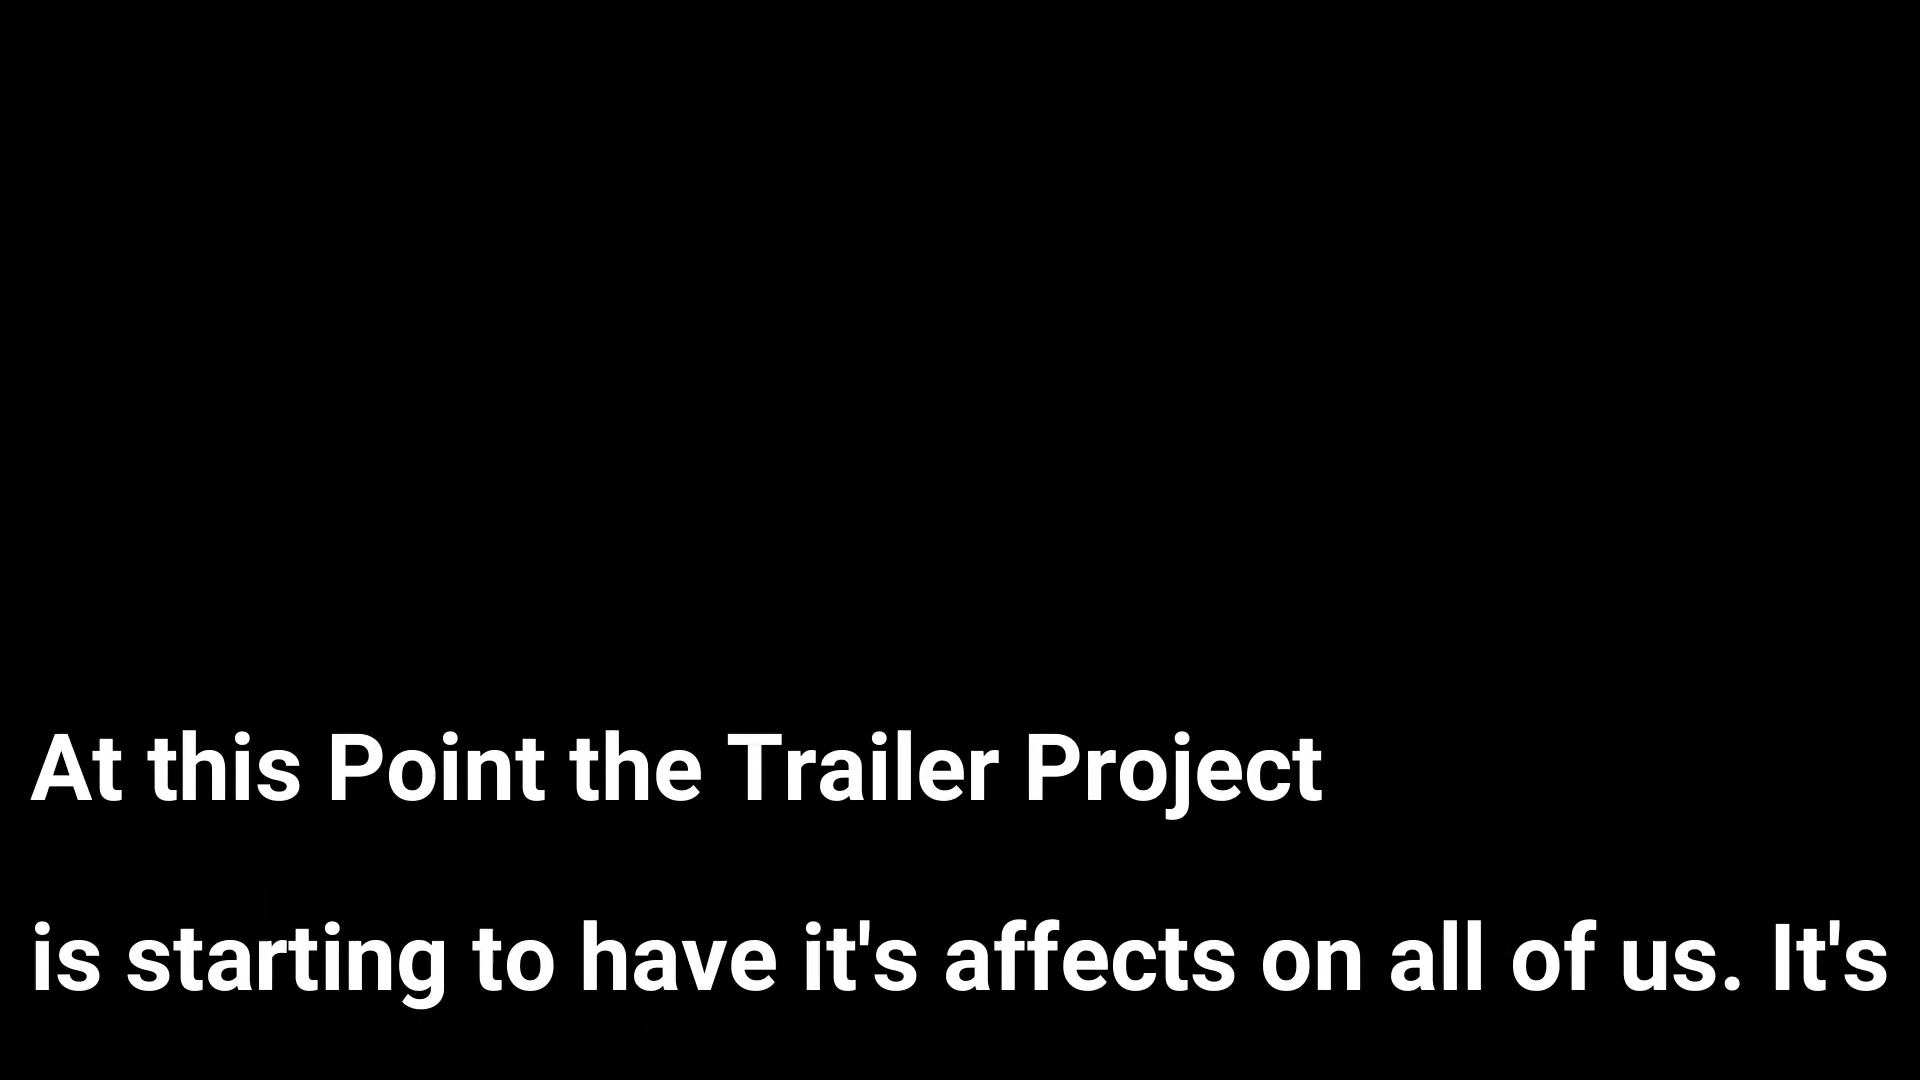 At this Point the Trailer Project
is starting to have it's affects on all of us. It's